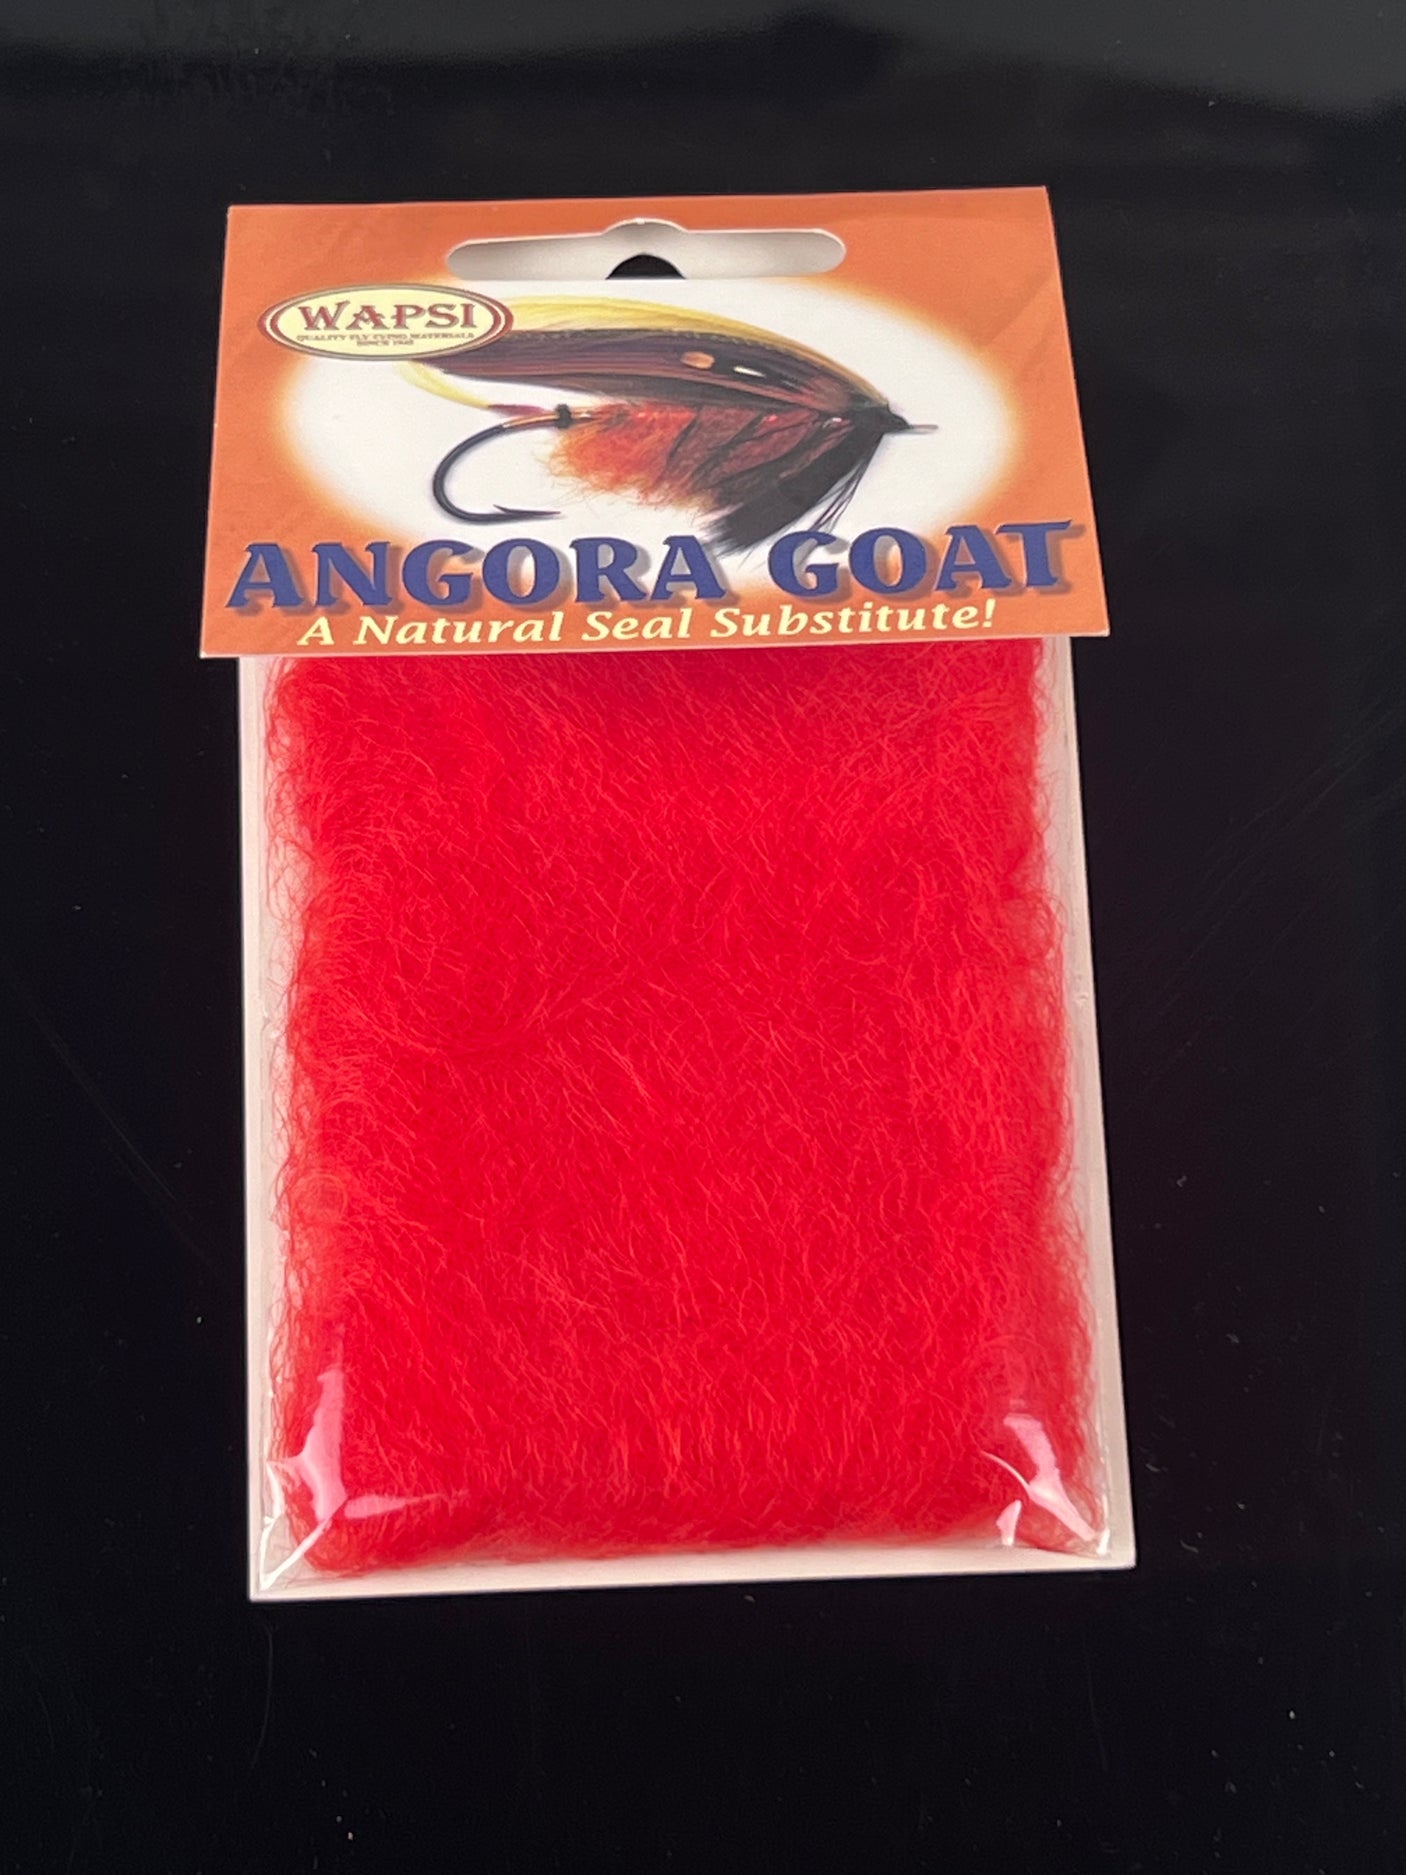 WAPSI
QUALITY FLY TYING MATERIALS
SINCE 1945
ANGORA GOAT
A Natural Seal Substitute!